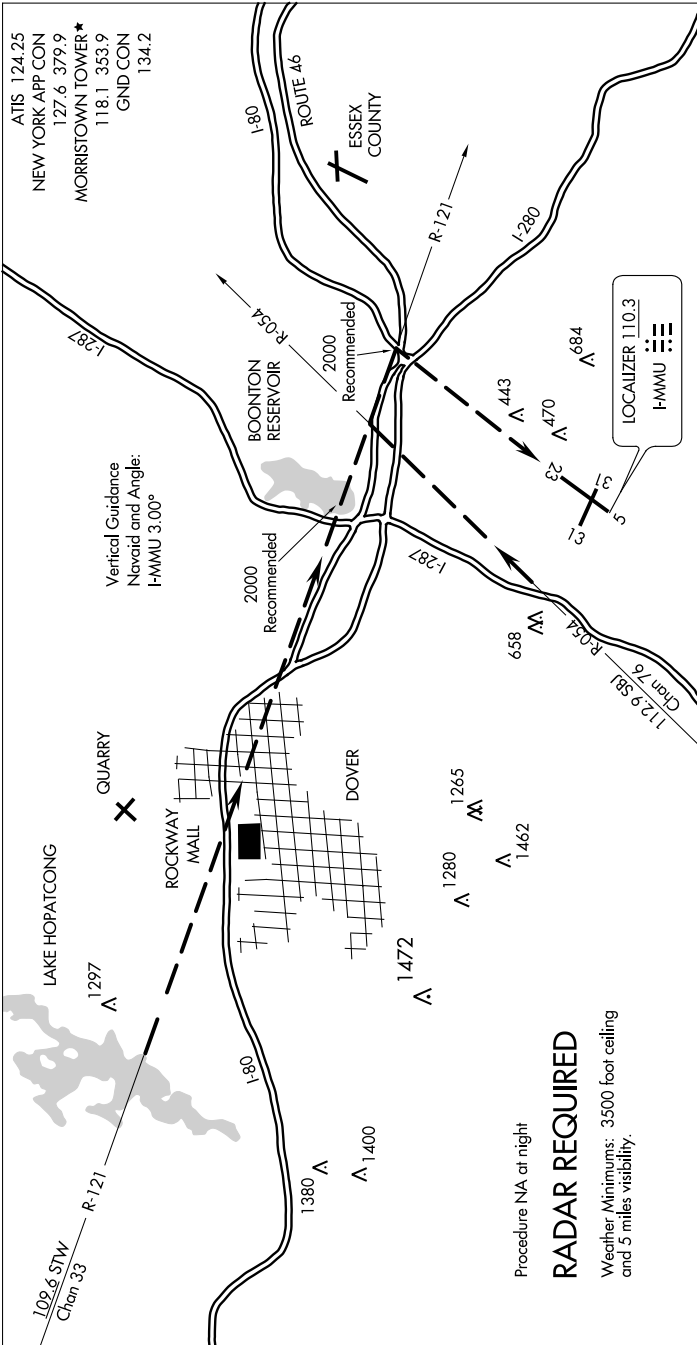 ATIS 124.25
NEW YORK APP CON
127.6 379.9
MORRISTOWN TOWER★
118.1 353.9
GND CON
134.2
109.6 STW
Chan 33
R-121
LAKE HOPATCONG
1297
QUARRY
Vertical Guidance
Navaid and Angle:
I-MMU 3.00°
I-287
I-80
ROUTE 46
ESSEX
COUNTY
R-054
BOONTON
RESERVOIR
2000
Recommended
2000
Recommended
R-121
I-280
ROCKWAY
MALL
DOVER
I-80
1380
1400
1472
1280
1265
1462
I-287
658
R-054
112.9 SBJ
Chan 76
443
470
684
23
31
13
5
LOCALIZER 110.3
I-MMU
Procedure NA at night
RADAR REQUIRED
Weather Minimums: 3500 foot ceiling
and 5 miles visibility.